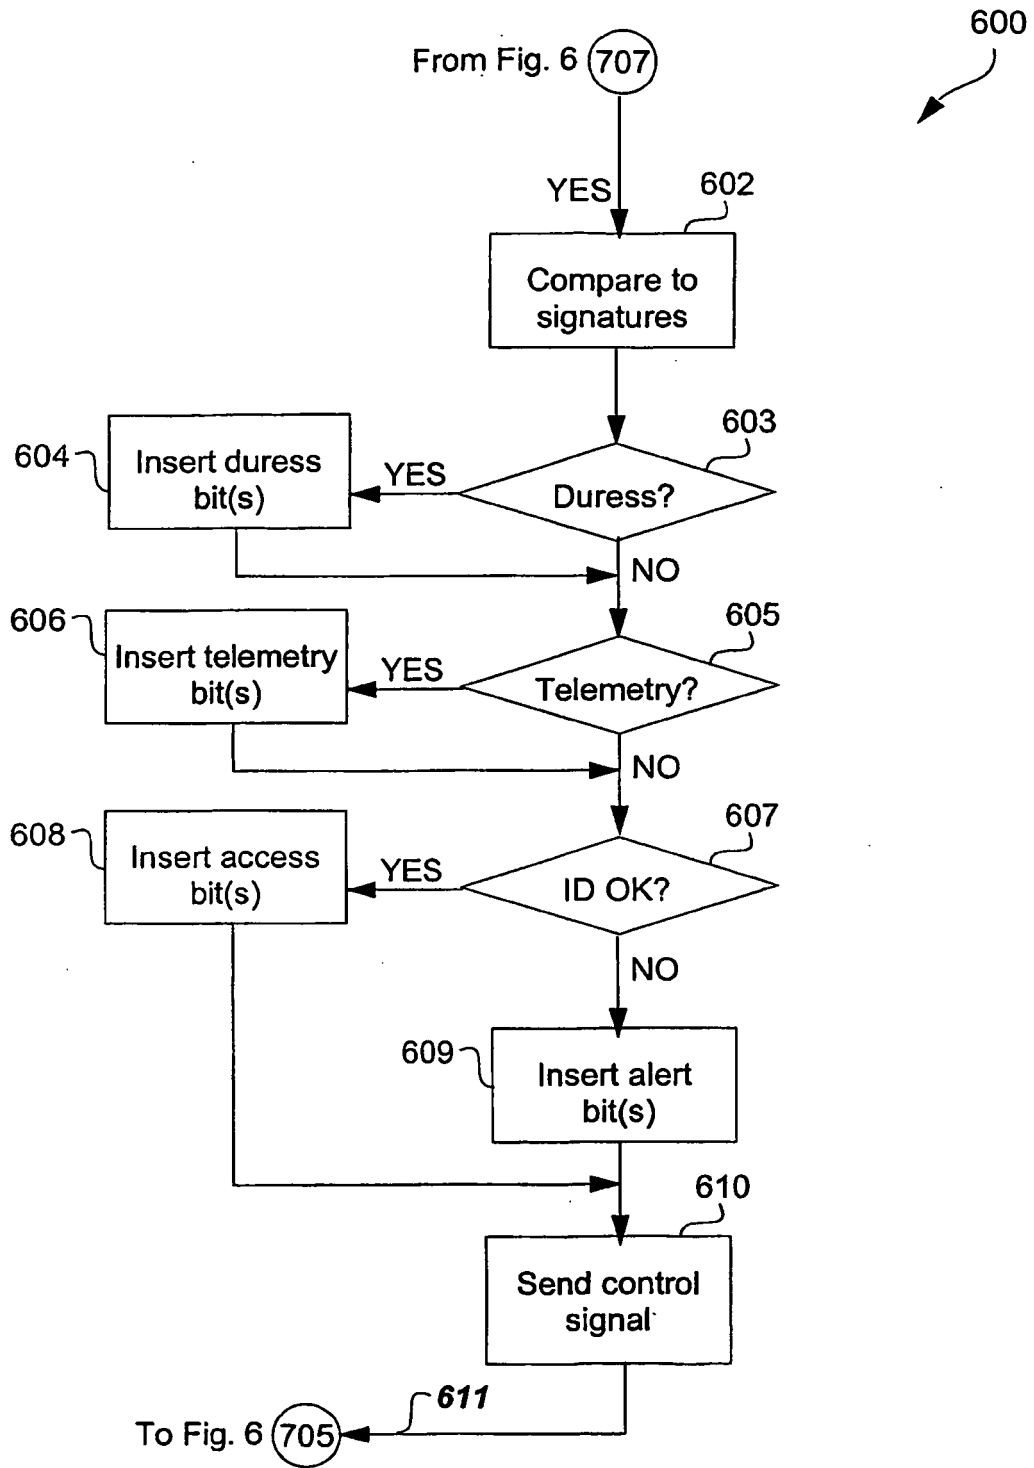 600
From Fig. 6 707
YES
602
Compare to
signatures
603
604
Insert duress
bit(s)
YES
Duress?
NO
605
606
Insert telemetry
bit(s)
YES
Telemetry?
NO
607
608
Insert access
bit(s)
YES
ID OK?
NO
609
Insert alert
bit(s)
610
Send control
signal
611
To Fig. 6 705